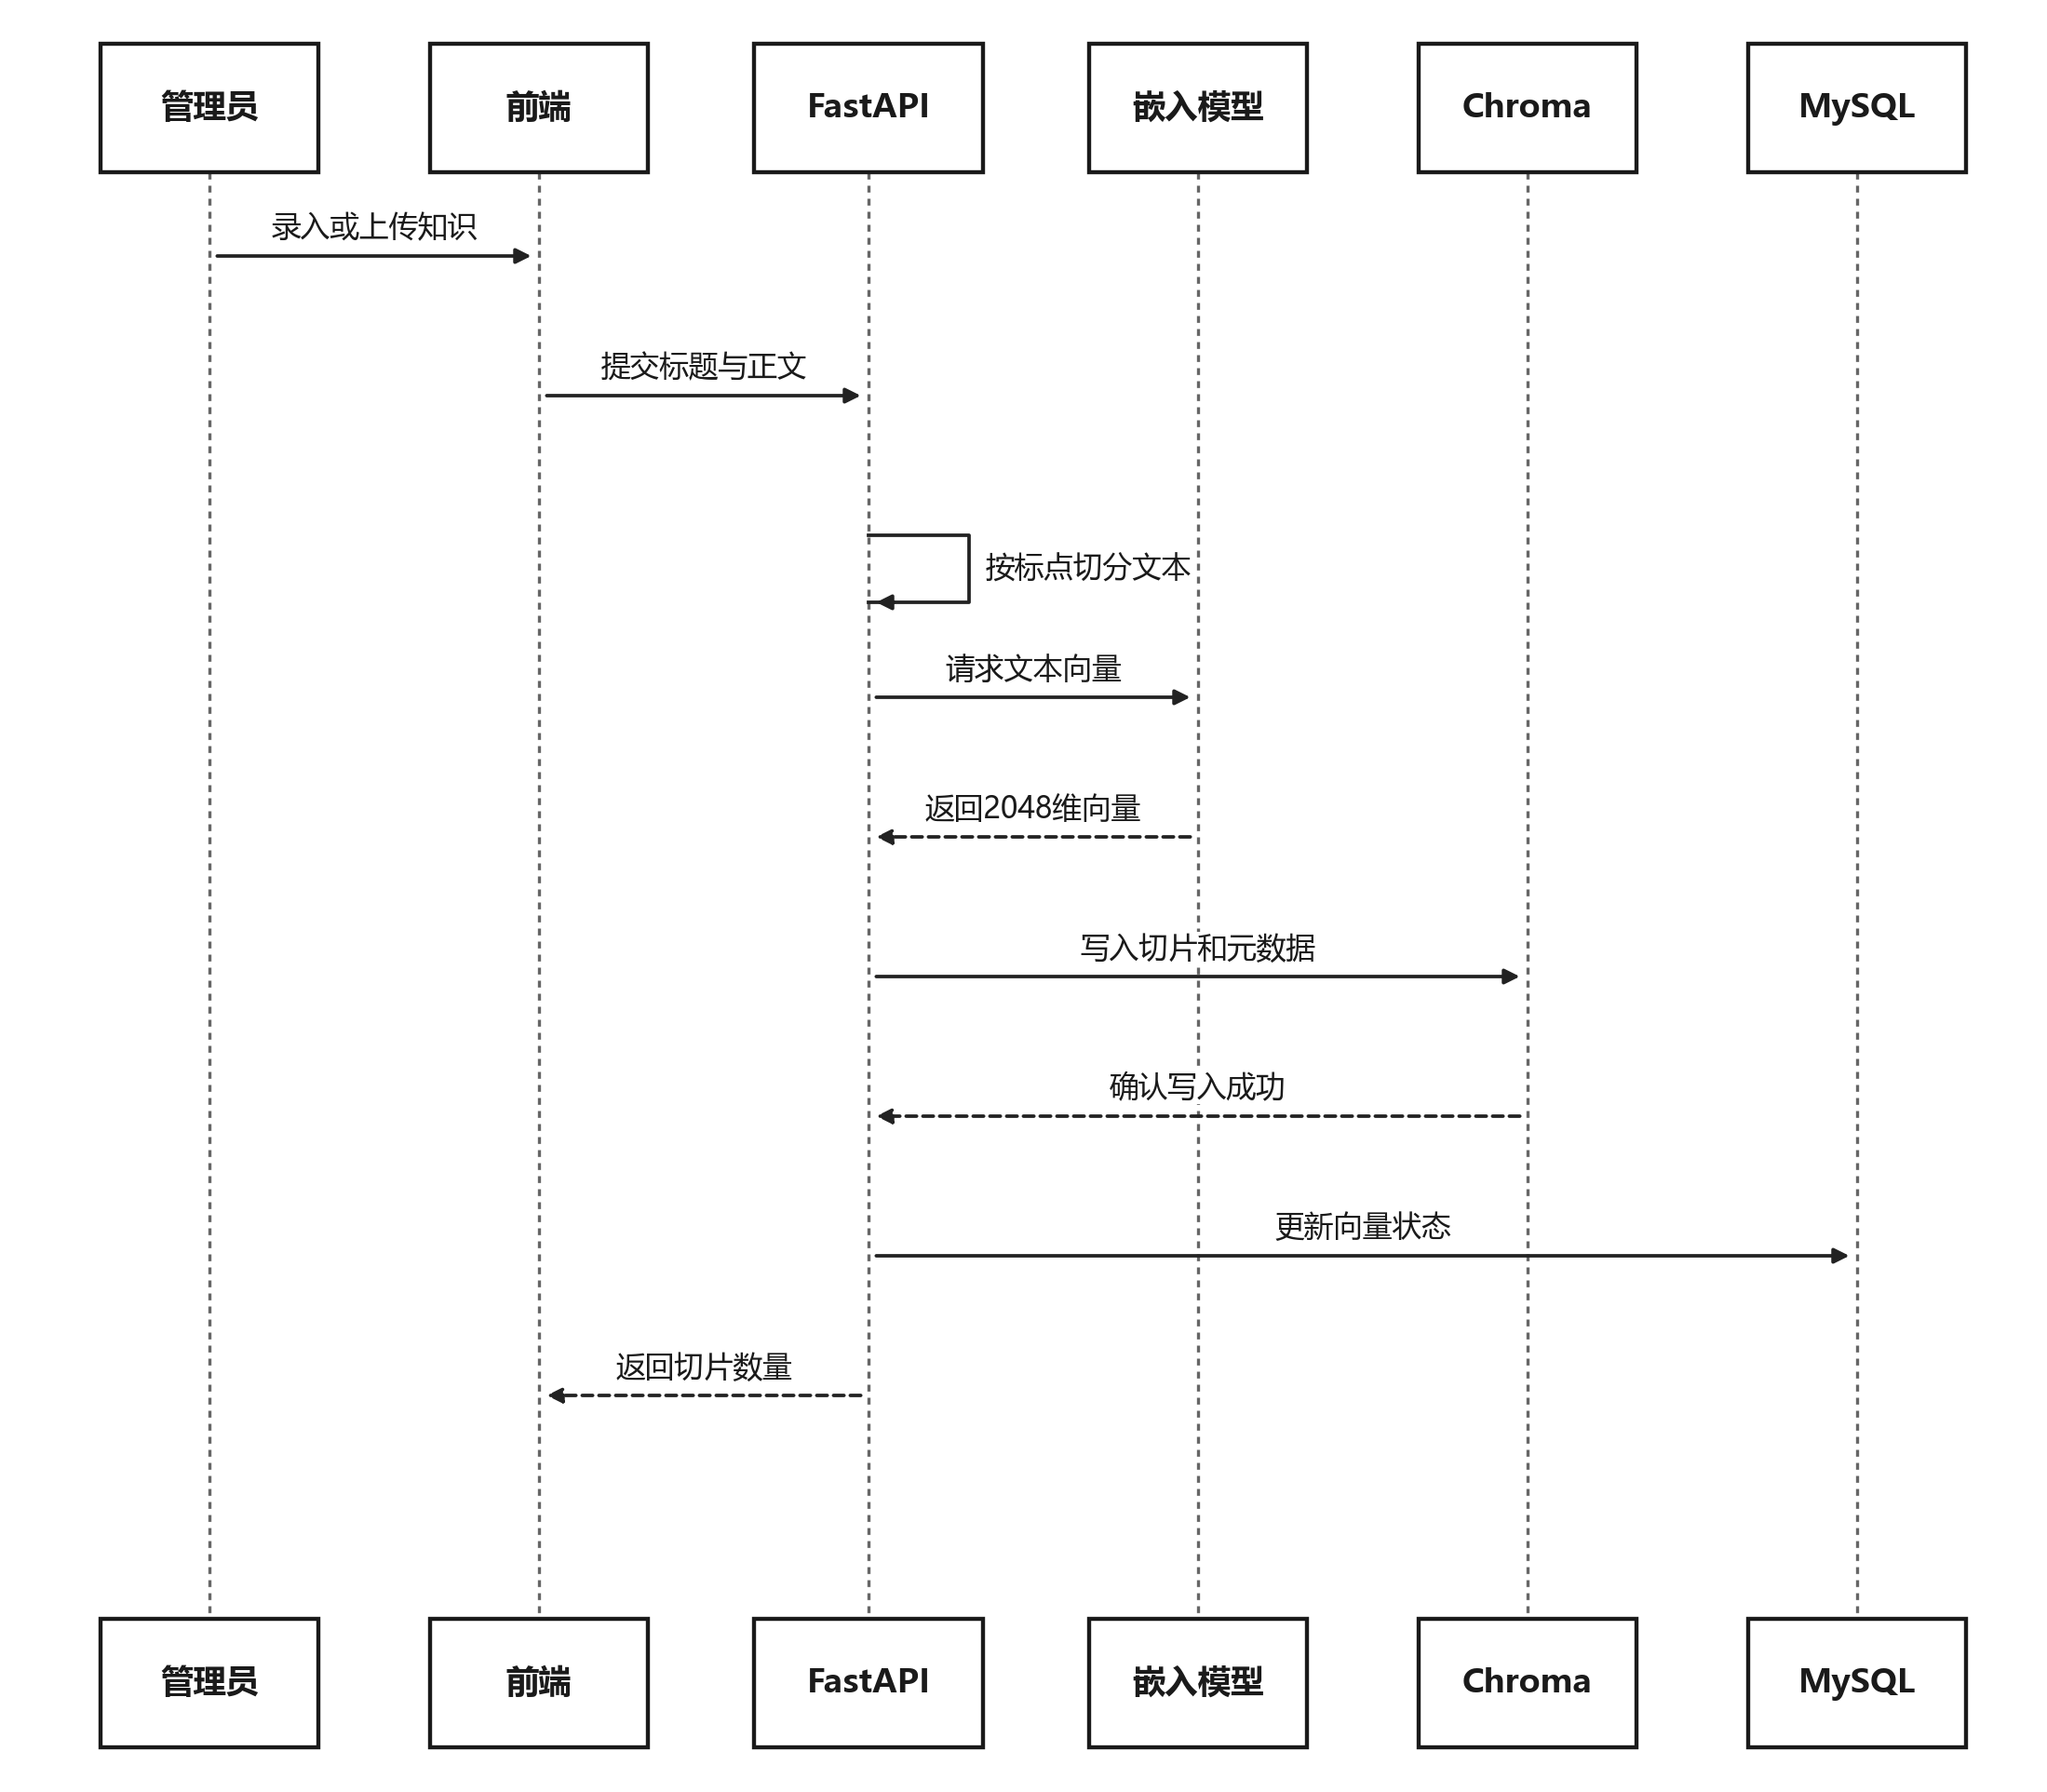 管理员
前端
FastAPI
嵌入模型
Chroma
MySQL
录入或上传知识
提交标题与正文
按标点切分文本
请求文本向量
返回2048维向量
写入切片和元数据
确认写入成功
更新向量状态
返回切片数量
管理员
前端
FastAPI
嵌入模型
Chroma
MySQL